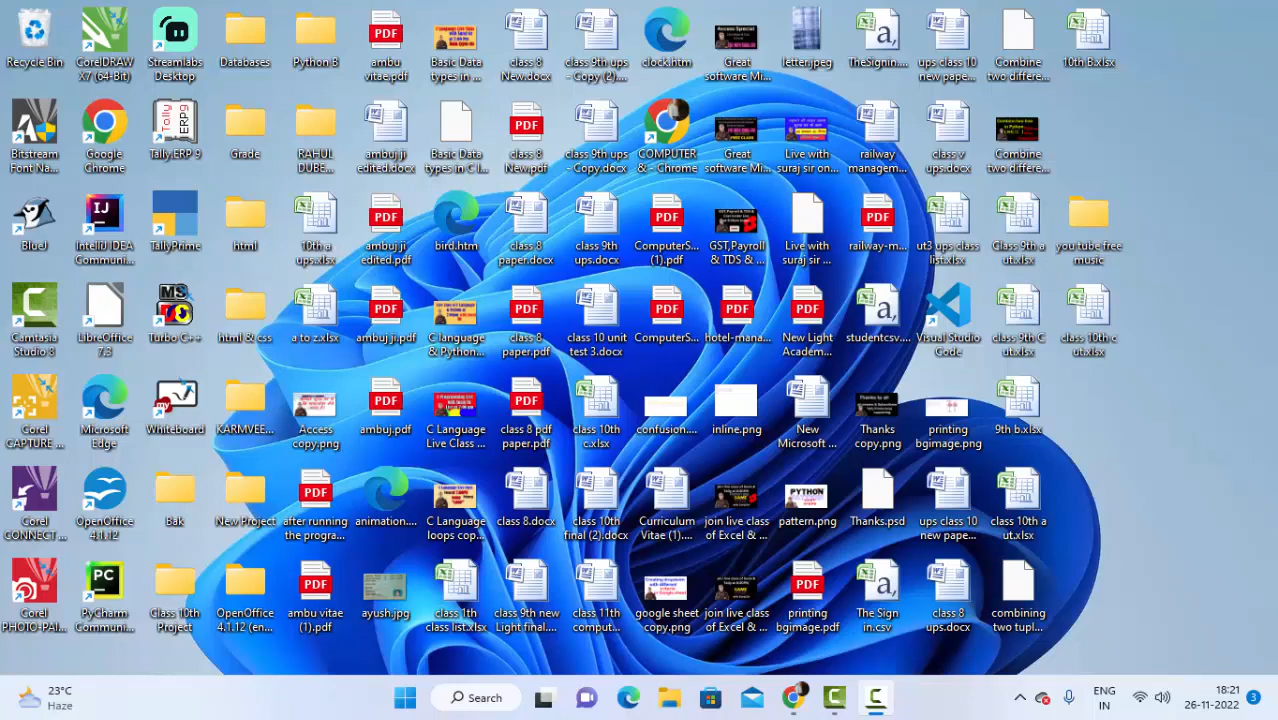 Recycle Bin
CorelDRAW X7 (64-Bit)
Streamlabs Desktop
Databases
Python B
ambu vitae.pdf
Basic Data types in ...
class 8 New.docx
class 9th ups - Copy (2)....
clock.htm
Great software Mi...
letter.jpeg
TheSignin....
ups class 10 new pape...
Combine two differe...
10th B.xlsx
Bitstream Font Na...
Google Chrome
Tally.ERP 9
Grade
RAHUL DUBE...
ambuj ji edited.docx
Basic Data types in C l...
class 8 New.pdf
class 9th ups - Copy.docx
COMPUTER & - Chrome
Great software Mi...
Live with suraj sir on...
railway managem...
class v ups.docx
Combine two differe...
BlueJ
IntelliJ IDEA Communi...
TallyPrime
html
10th a ups.xlsx
ambuj ji edited.pdf
bird.htm
class 8 paper.docx
class 9th ups.docx
ComputerS... (1).pdf
GST,Payroll & TDS & ...
Live with suraj sir ...
railway-m...
ut3 ups class list.xlsx
Class 9th a ut.xlsx
you tube free music
Camtasia Studio 8
LibreOffice 7.3
Turbo C++
html & css
a to z.xlsx
ambuj ji.pdf
C language & Python...
class 8 paper.pdf
class 10 unit test 3.docx
ComputerS...
hotel-mana...
New Light Academ...
studentcsv....
Visual Studio Code
class 9th C ut.xlsx
class 10th c ut.xlsx
Corel CAPTURE ...
Microsoft Edge
KARMVEE...
Access copy.png
ambuj.pdf
C Language Live Class ...
class 8 pdf paper.pdf
class 10th c.xlsx
confusion....
inline.png
New Microsoft ...
Thanks copy.png
printing bgimage.png
9th b.xlsx
Corel CONNECT ...
Openoffice 4.1.12
Bak
New Project
after running the progra...
animation....
C Language loops cop...
class 8.docx
class 10th final (2).docx
Curriculum Vitae (1)....
join live class of Excel & ...
pattern.png
Thanks.psd
ups class 10 new pape...
class 10th a ut.xlsx
PHOTO-PAI...
PyCharm Communi...
Class 10th Project
OpenOffice 4.1.12 (en...
ambu vitae (1).pdf
ayush.jpg
class 1th class list.xlsx
class 9th new Light final....
class 11th comput...
google sheet copy.png
join live class of Excel & ...
printing bgimage.pdf
The Sign in.csv
class 8 ups.docx
combining two tupl...
23°C
Haze
Search
ENG
IN
18:21
26-11-2022
3